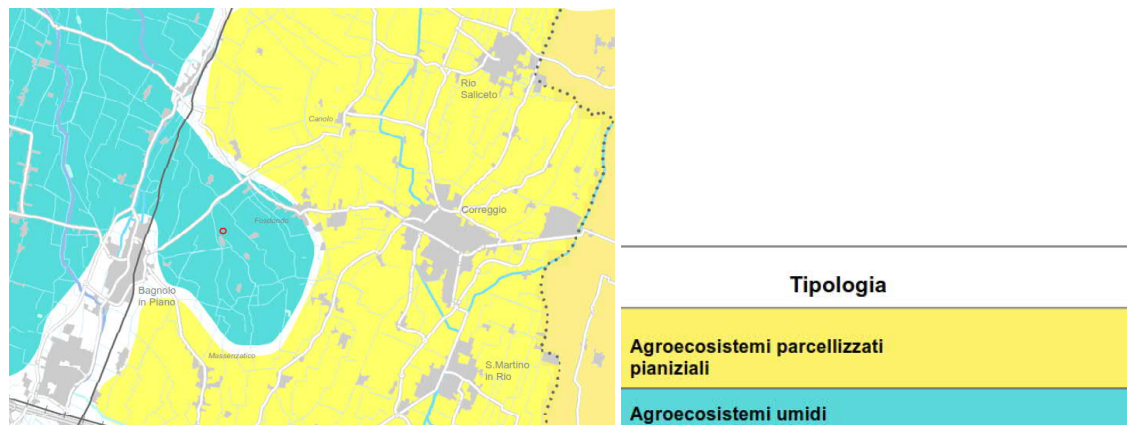 Rio
Saliceto
Canolo
Correggio
Fosdondo
Bagnolo
in Piano
Massenzatico
S.Martino
in Rio
Tipologia
Agroecosistemi parcellizzati
pianiziali
Agroecosistemi umidi